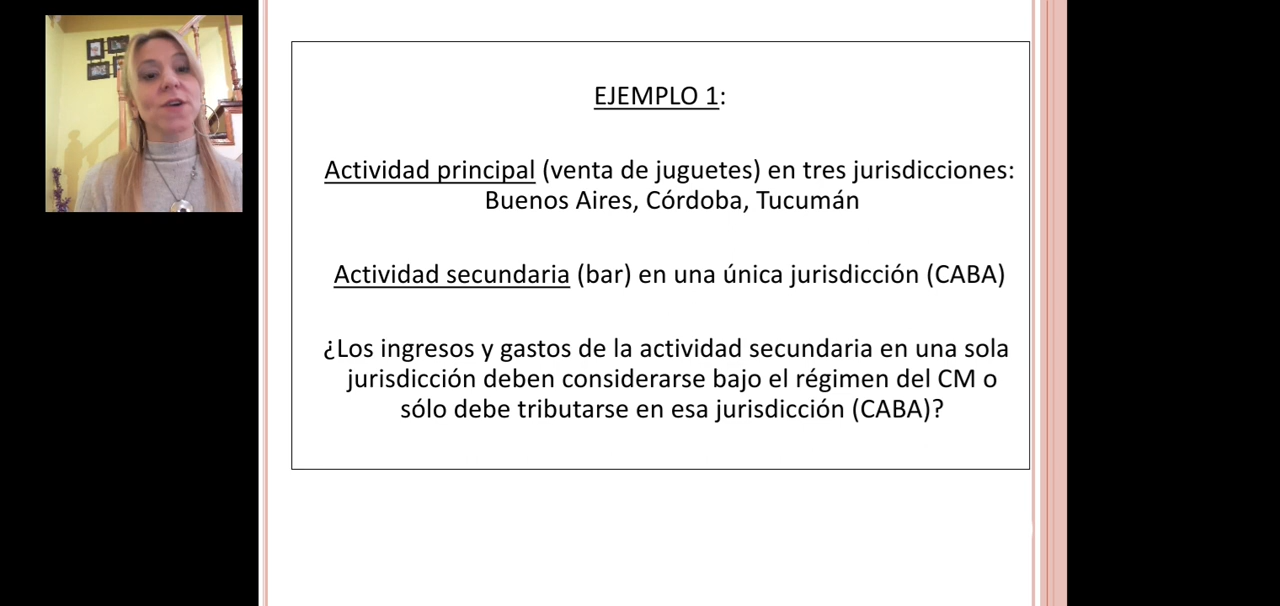 EJEMPLO 1:
Actividad principal (venta de juguetes) en tres jurisdicciones:
Buenos Aires, Córdoba, Tucumán
Actividad secundaria (bar) en una única jurisdicción (CABA)
¿Los ingresos y gastos de la actividad secundaria en una sola
jurisdicción deben considerarse bajo el régimen del CM o
sólo debe tributarse en esa jurisdicción (CABA)?